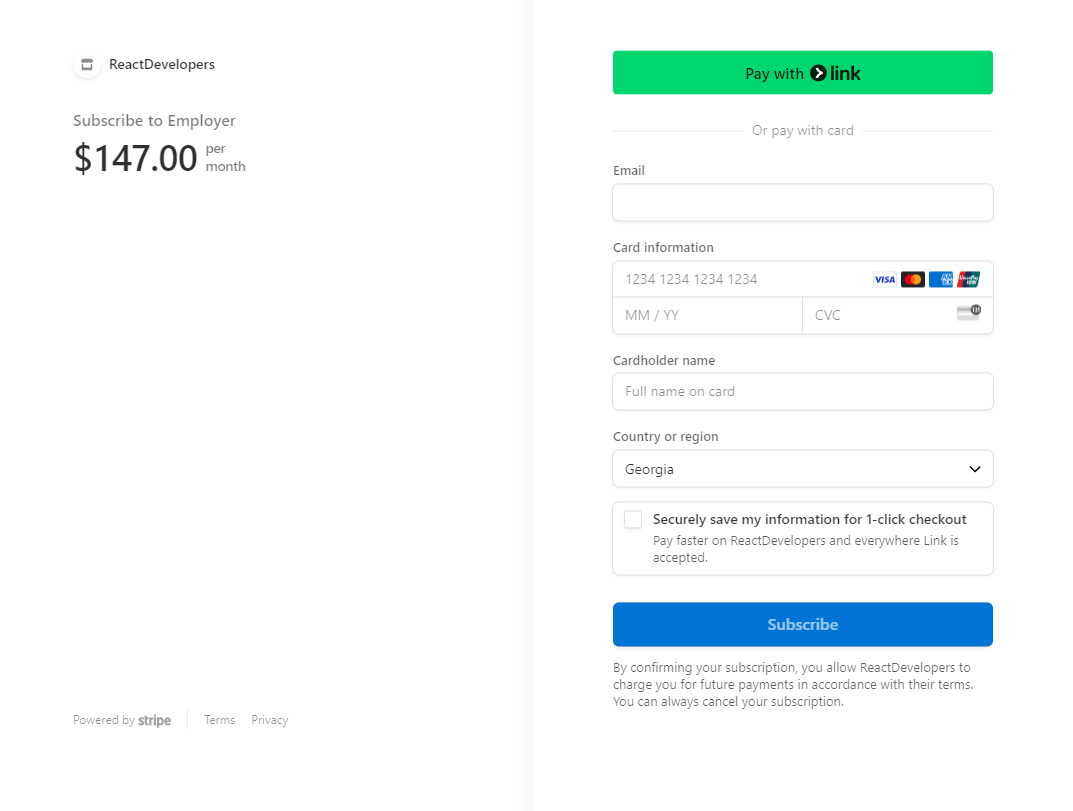 ReactDevelopers
Subscribe to Employer
$147.00 per
month
Powered by stripe
Terms
Privacy
Pay with link
Or pay with card
Email
Card information
1234 1234 1234 1234
VISA
MM / YY
CVC
Cardholder name
Full name on card
Country or region
Georgia
Securely save my information for 1-click checkout
Pay faster on ReactDevelopers and everywhere Link is
accepted.
Subscribe
By confirming your subscription, you allow ReactDevelopers to
charge you for future payments in accordance with their terms.
You can always cancel your subscription.